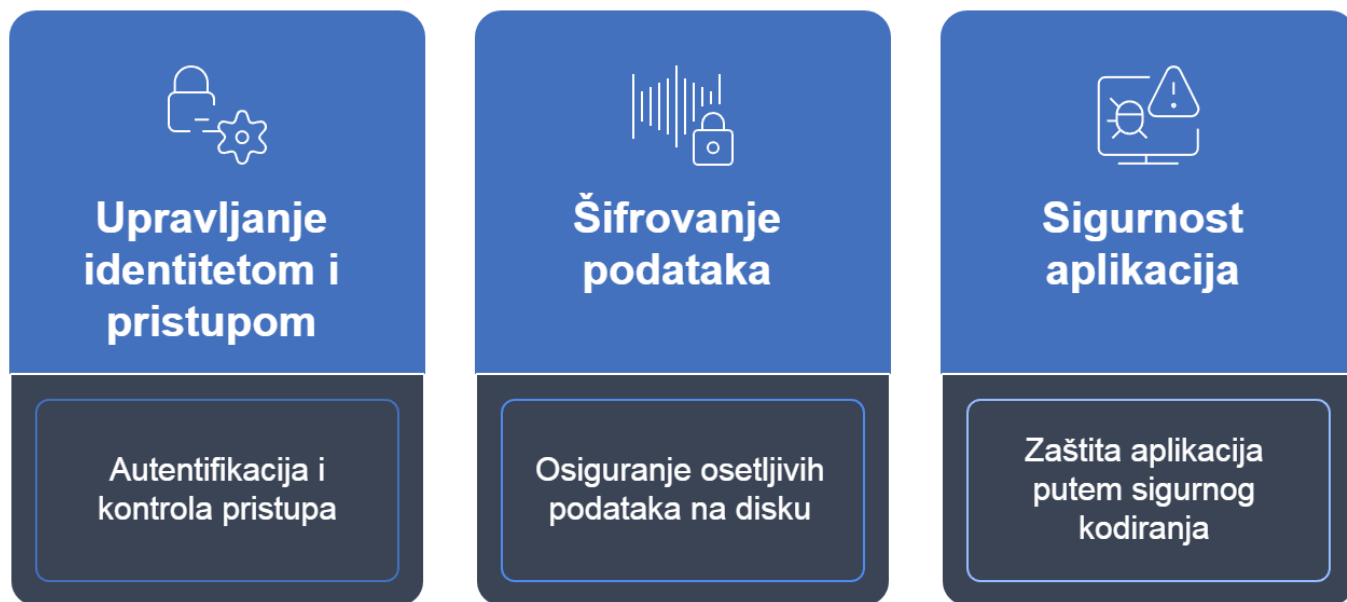 Upravljanje
identitetom i
pristupom
Autentifikacija i
kontrola pristupa
Šifrovanje
podataka
Osiguranje osetljivih
podataka na disku
Sigurnost
aplikacija
Zaštita aplikacija
putem sigurnog
kodiranja